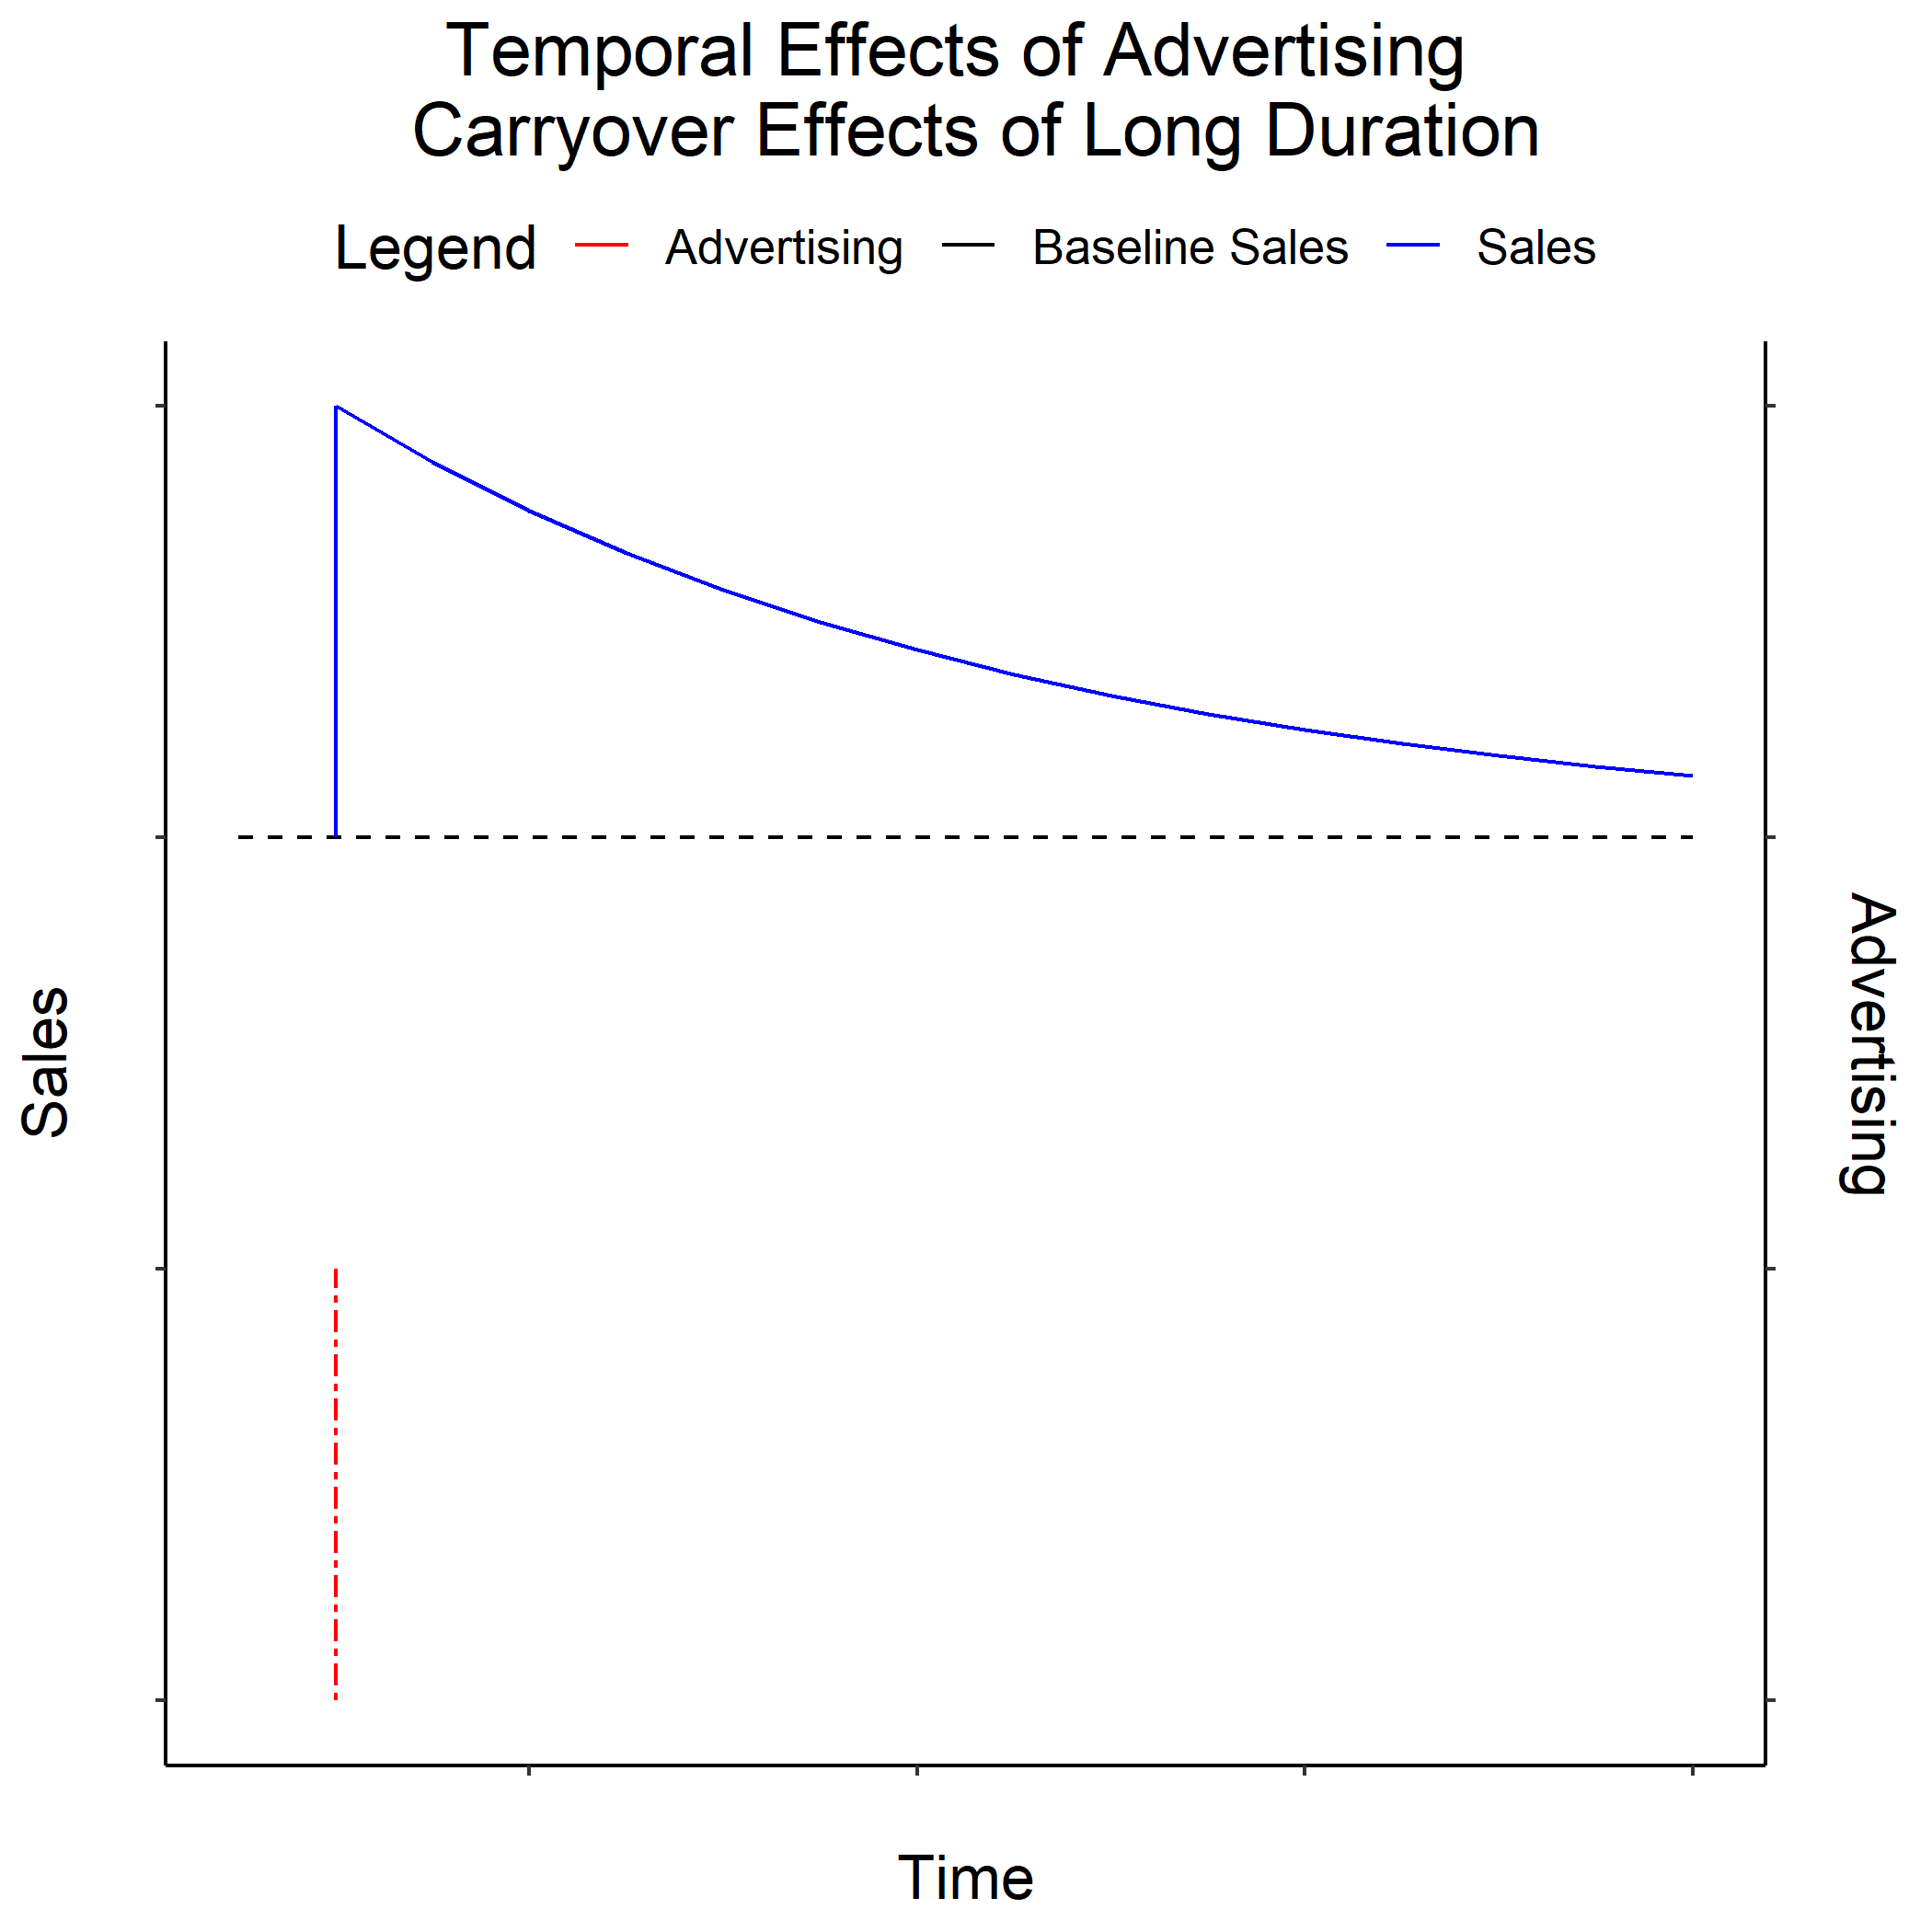 Temporal Effects of Advertising
Carryover Effects of Long Duration
Legend Advertising Baseline Sales Sales
Sales
Advertising
Time